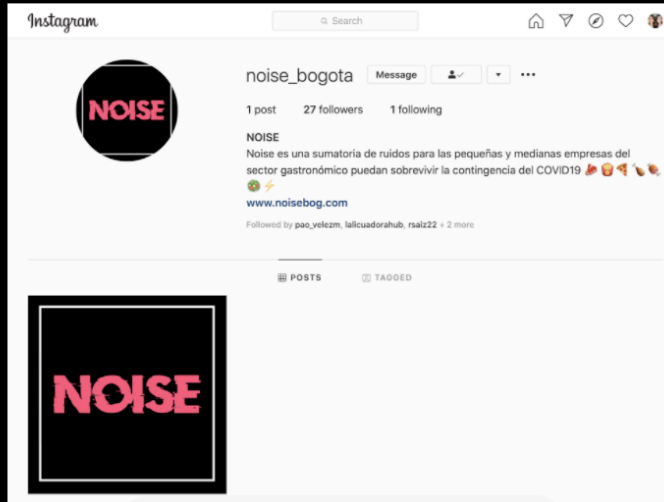 Instagram
Search
NOISE
noise_bogota Message
1 post 27 followers 1 following
NOISE
Noise es una sumatoria de ruidos para las pequeñas y medianas empresas del
sector gastronómico puedan sobrevivir la contingencia del COVID19
www.noisebog.com
Followed by pao_velezm, lalicuadorahub, rsaiz22 + 2 more
POSTS TAGGED
NOISE